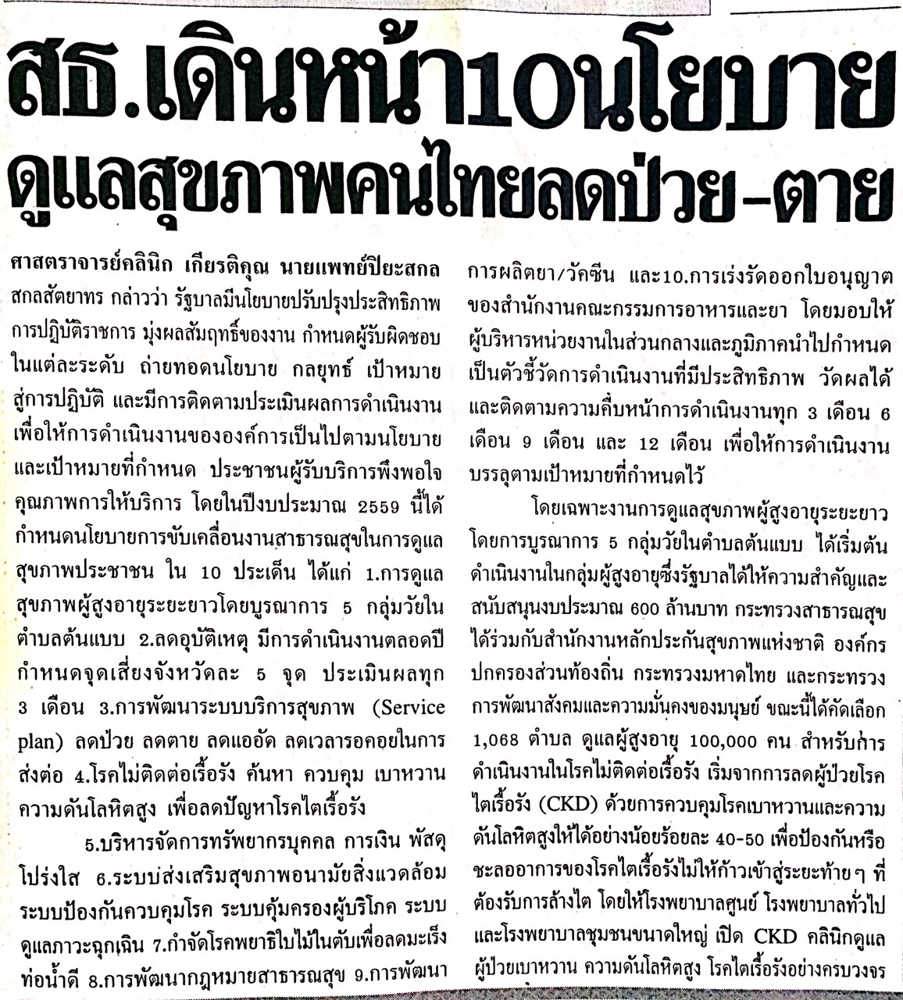 สธ.เดินหน้า10นโยบาย
ดูแลสุขภาพคนไทยลดป่วย-ตาย
ศาสตราจารย์คลินิก เกียรติคุณ นายแพทย์ปิยะสกล
สกลสัตยาทร กล่าวว่า รัฐบาลมีนโยบายปรับปรุงประสิทธิภาพ
การปฏิบัติราชการ มุ่งผลสัมฤทธิ์ของงาน กำหนดผู้รับผิดชอบ
ในแต่ละระดับ ถ่ายทอดนโยบาย กลยุทธ์ เป้าหมาย
สู่การปฏิบัติ และมีการติดตามประเมินผลการดำเนินงาน
เพื่อให้การดำเนินงานขององค์การเป็นไปตามนโยบาย
และเป้าหมายที่กำหนด ประชาชนผู้รับบริการพึงพอใจ
คุณภาพการให้บริการ โดยในปีงบประมาณ 2559 นี้ได้
กำหนดนโยบายการขับเคลื่อนงานสาธารณสุขในการดูแล
สุขภาพประชาชน ใน 10 ประเด็น ได้แก่ 1.การดูแล
สุขภาพผู้สูงอายุระยะยาวโดยบูรณาการ 5 กลุ่มวัยใน
ตำบลต้นแบบ 2.ลดอุบัติเหตุ มีการดำเนินงานตลอดปี
กำหนดจุดเสี่ยงจังหวัดละ 5 จุด ประเมินผลทุก
3 เดือน 3.การพัฒนาระบบบริการสุขภาพ (Service
plan) ลดป่วย ลดตาย ลดแออัด ลดเวลารอคอยในการ
ส่งต่อ 4.โรคไม่ติดต่อเรื้อรัง ค้นหา ควบคุม เบาหวาน
ความดันโลหิตสูง เพื่อลดปัญหาโรคไตเรื้อรัง
5.บริหารจัดการทรัพยากรบุคคล การเงิน พัสดุ
โปร่งใส 6.ระบบส่งเสริมสุขภาพอนามัยสิ่งแวดล้อม
ระบบป้องกันควบคุมโรค ระบบคุ้มครองผู้บริโภค ระบบ
ดูแลภาวะฉุกเฉิน 7.กำจัดโรคพยาธิใบไม้ในตับเพื่อลดมะเร็ง
ท่อน้ำดี 8.การพัฒนากฎหมายสาธารณสุข 9.การพัฒนา
การผลิตยา/วัคซีน และ10.การเร่งรัดออกใบอนุญาต
ของสำนักงานคณะกรรมการอาหารและยา โดยมอบให้
ผู้บริหารหน่วยงานในส่วนกลางและภูมิภาคนำไปกำหนด
เป็นตัวชี้วัดการดำเนินงานที่มีประสิทธิภาพ วัดผลได้
และติดตามความคืบหน้าการดำเนินงานทุก 3 เดือน 6
เดือน 9 เดือน และ 12 เดือน เพื่อให้การดำเนินงาน
บรรลุตามเป้าหมายที่กำหนดไว้
โดยเฉพาะงานการดูแลสุขภาพผู้สูงอายุระยะยาว
โดยการบูรณาการ 5 กลุ่มวัยในตำบลต้นแบบ ได้เริ่มต้น
ดำเนินงานในกลุ่มผู้สูงอายุซึ่งรัฐบาลได้ให้ความสำคัญและ
สนับสนุนงบประมาณ 600 ล้านบาท กระทรวงสาธารณสุข
ได้ร่วมกับสำนักงานหลักประกันสุขภาพแห่งชาติ องค์กร
ปกครองส่วนท้องถิ่น กระทรวงมหาดไทย และกระทรวง
การพัฒนาสังคมและความมั่นคงของมนุษย์ ขณะนี้ได้คัดเลือก
1,068 ตำบล ดูแลผู้สูงอายุ 100,000 คน สำหรับการ
ดำเนินงานในโรคไม่ติดต่อเรื้อรัง เริ่มจากการลดผู้ป่วยโรค
ไตเรื้อรัง (CKD) ด้วยการควบคุมโรคเบาหวานและความ
ดันโลหิตสูงให้ได้อย่างน้อยร้อยละ 40-50 เพื่อป้องกันหรือ
ชะลออาการของโรคไตเรื้อรังไม่ให้ก้าวเข้าสู่ระยะท้ายๆ ที่
ต้องรับการล้างไต โดยให้โรงพยาบาลศูนย์ โรงพยาบาลทั่วไป
และโรงพยาบาลชุมชนขนาดใหญ่ เปิด CKD คลินิกดูแล
ผู้ป่วยเบาหวาน ความดันโลหิตสูง โรคไตเรื้อรังอย่างครบวงจร